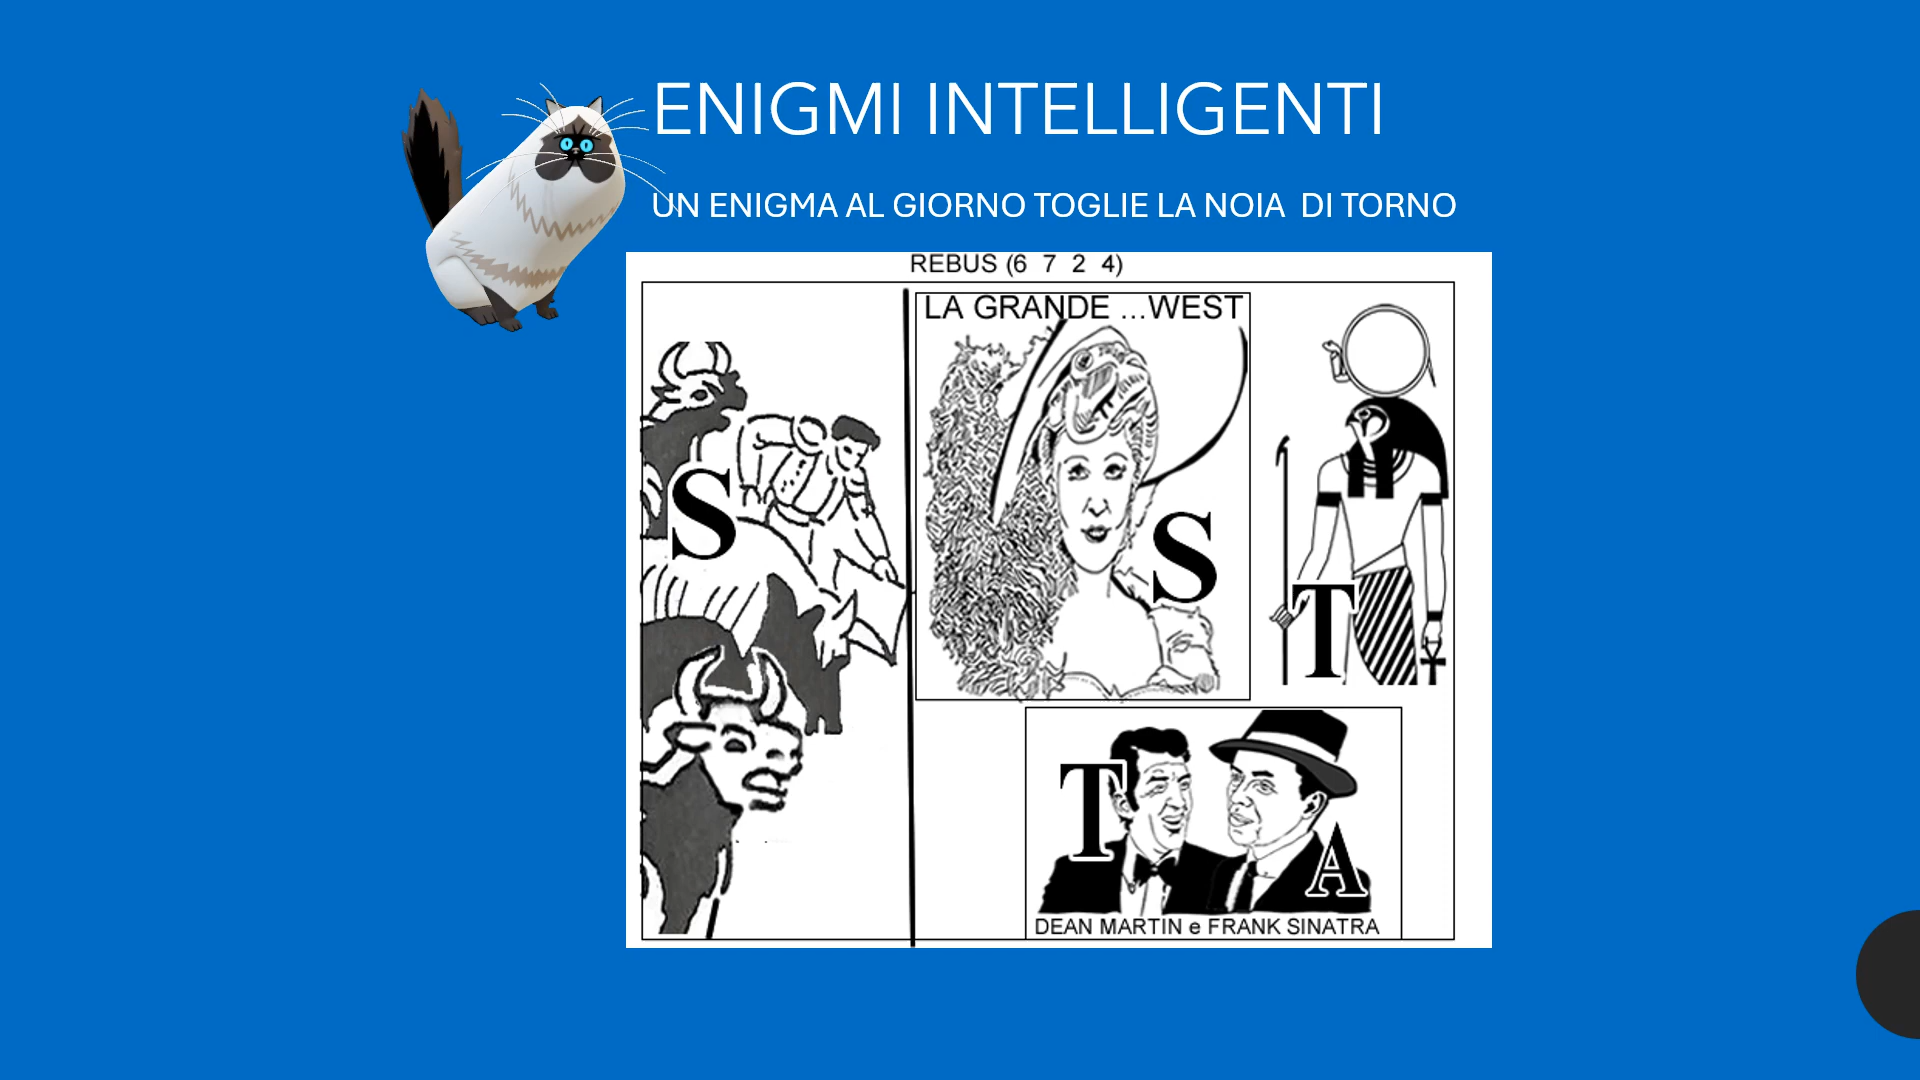 ENIGMI INTELLIGENTI
UN ENIGMA AL GIORNO TOGLIE LA NOIA DI TORNO
REBUS (6 7 2 4)
LA GRANDE ...WEST
S
S
T
T
A
DEAN MARTIN e FRANK SINATRA